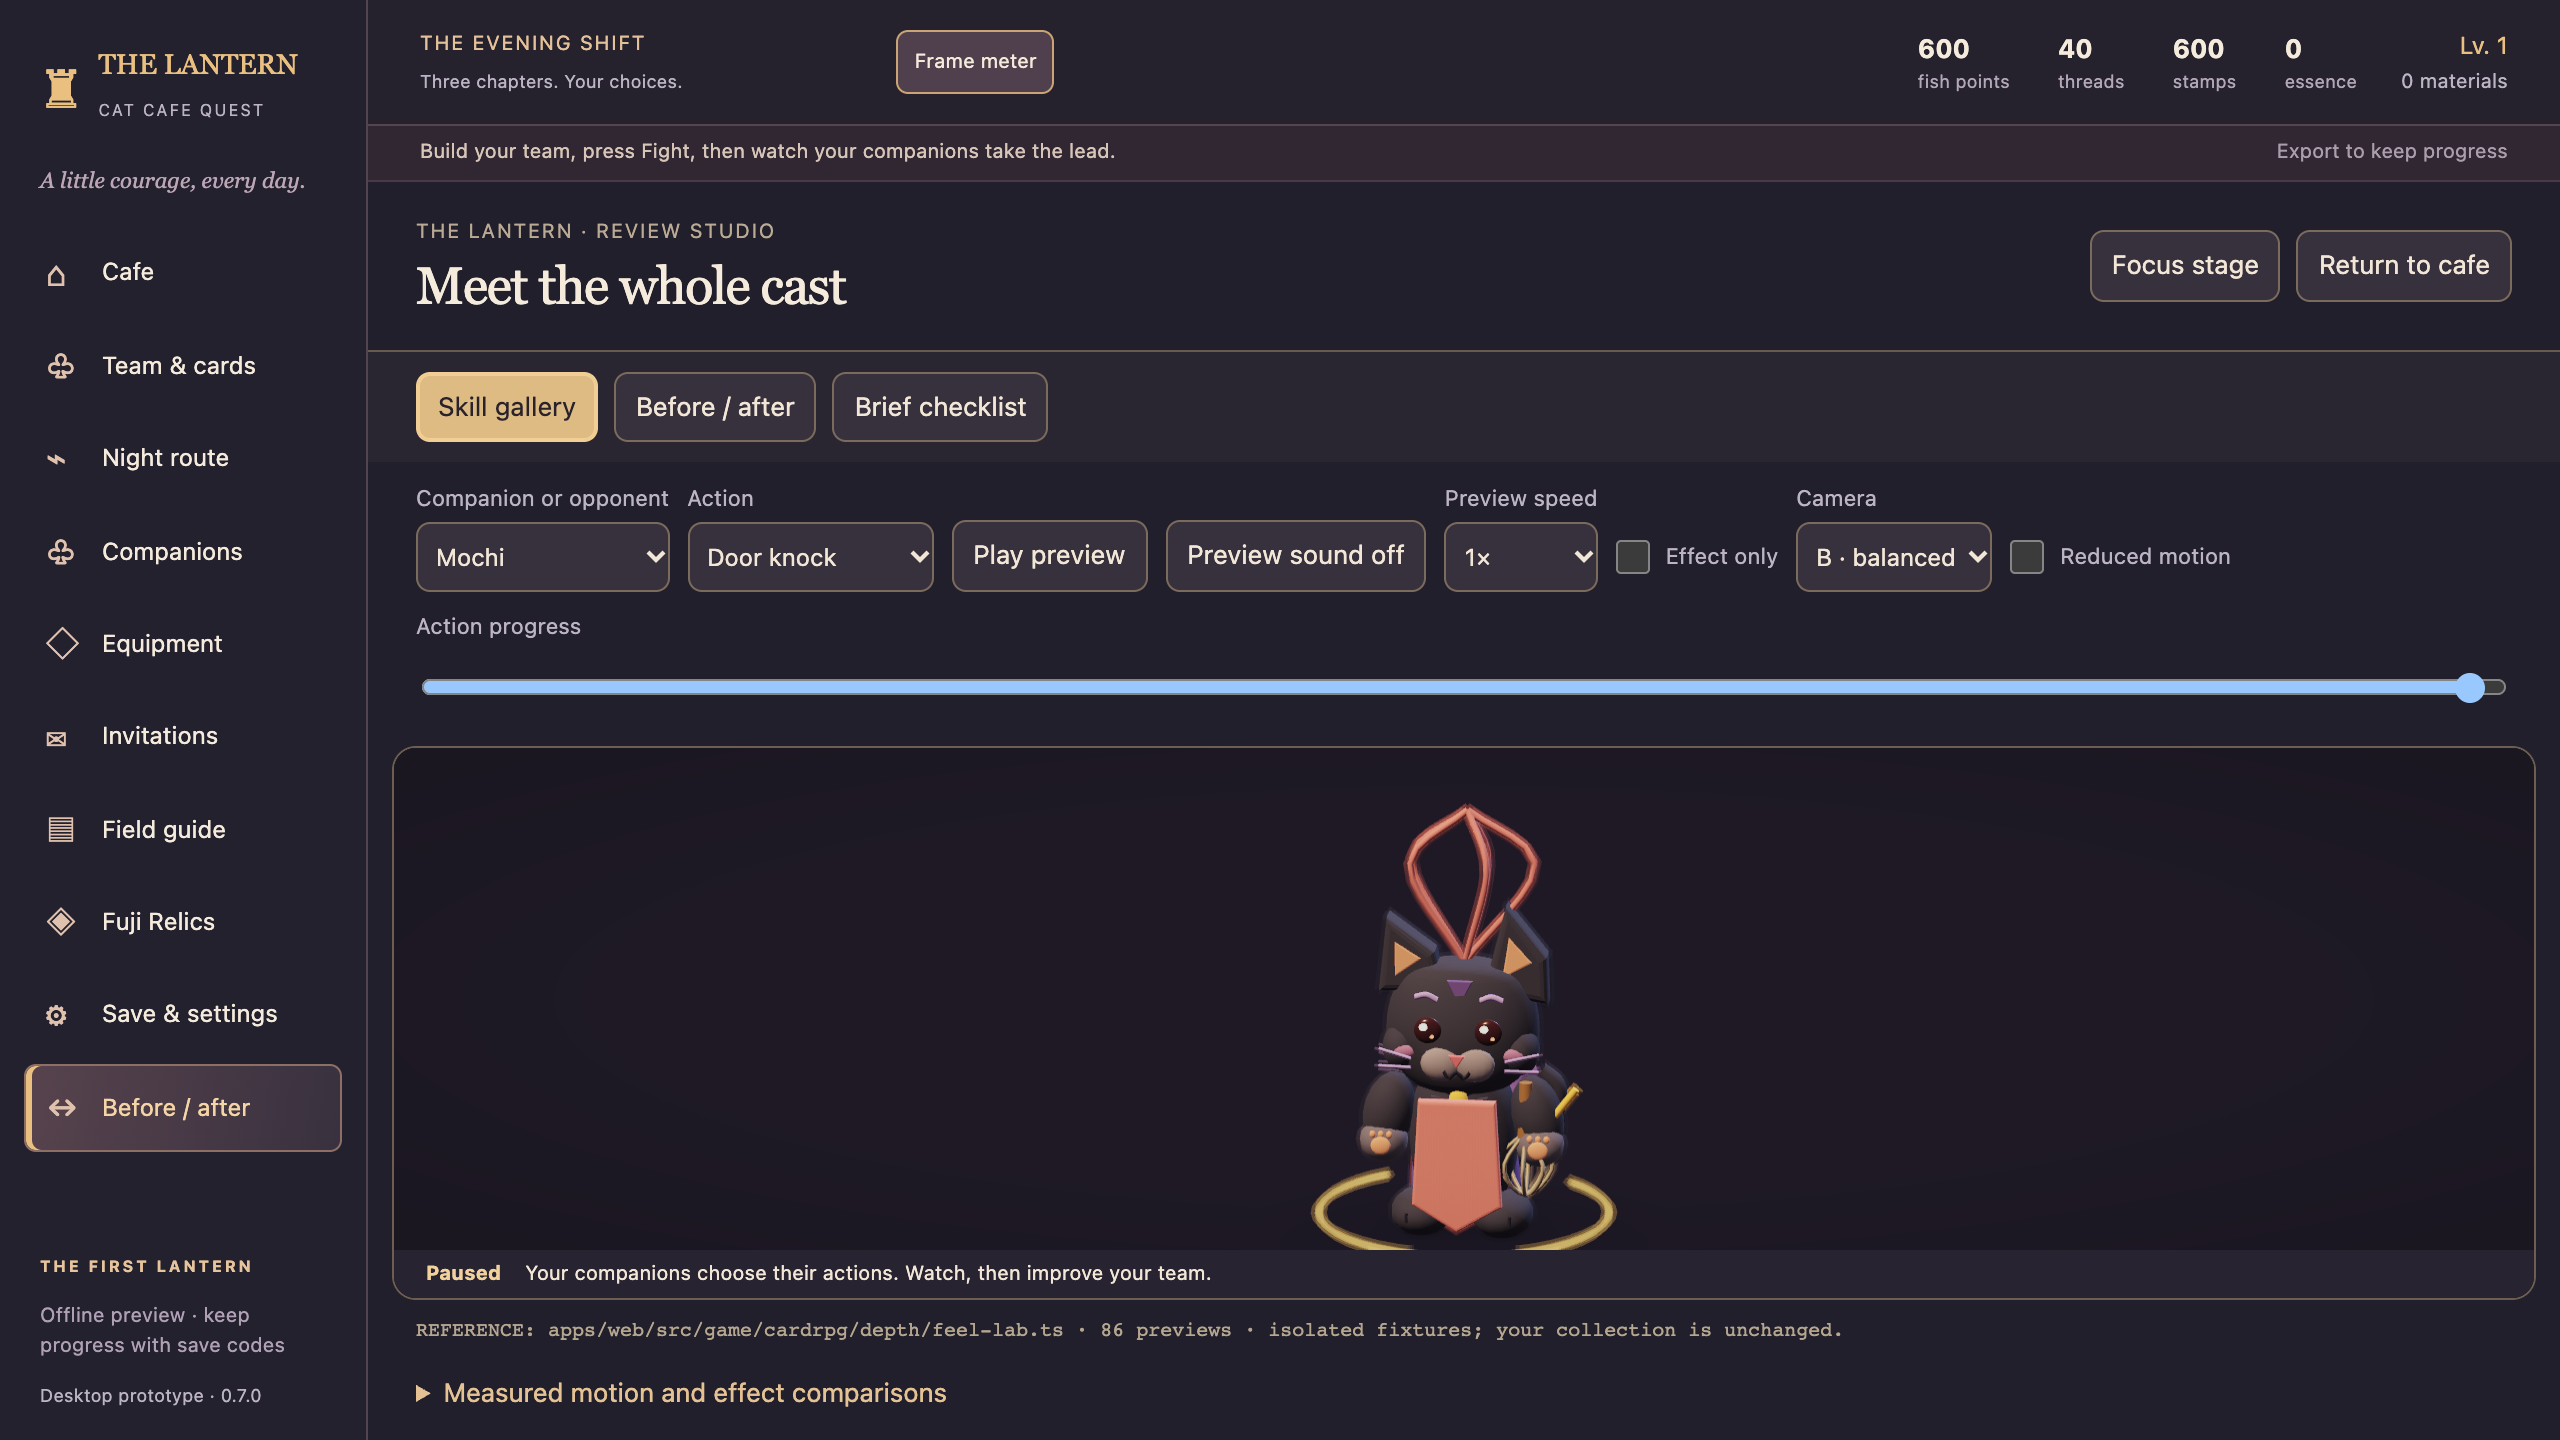 THE LANTERN
CAT CAFE QUEST
A little courage, every day.
Cafe
Team & cards
Night route
Companions
Equipment
Invitations
Field guide
Fuji Relics
Save & settings
Before / after
THE FIRST LANTERN
Offline preview · keep
progress with save codes
Desktop prototype · 0.7.0
THE EVENING SHIFT
Three chapters. Your choices.
Frame meter
600
fish points
40
threads
600
stamps
0
essence
Lv. 1
0 materials
Build your team, press Fight, then watch your companions take the lead.
Export to keep progress
THE LANTERN · REVIEW STUDIO
Meet the whole cast
Focus stage
Return to cafe
Skill gallery
Before / after
Brief checklist
Companion or opponent
Mochi
Action
Door knock
Play preview
Preview sound off
Preview speed
1×
Effect only
Camera
B · balanced
Reduced motion
Action progress
Paused Your companions choose their actions. Watch, then improve your team.
REFERENCE: apps/web/src/game/cardrpg/depth/feel-lab.ts · 86 previews · isolated fixtures; your collection is unchanged.
Measured motion and effect comparisons